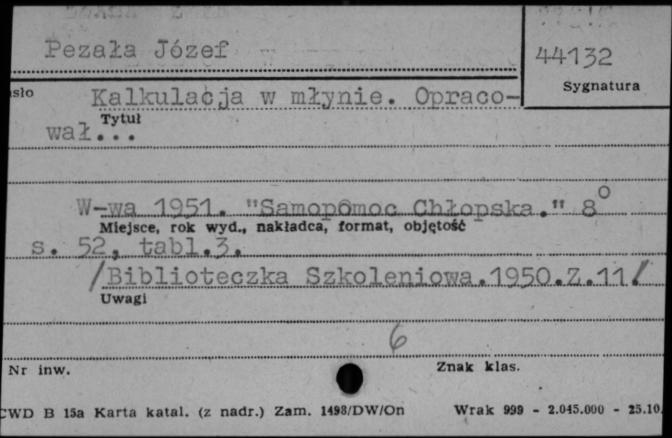 Pezała Józef
44132
Sygnatura
sło
Kalkulacja w młynie. Opraco-
Tytuł
wał...
W-wa 1951. "Samopomoc Chłopska." 8°
Miejsce, rok wyd., nakładca, format, objętość
s. 52, tabl.3.
/Biblioteczka Szkoleniowa.1950.Z.11/
Uwagi
6
Nr inw.
Znak klas.
CWD B 15a Karta katal. (z nadr.) Zam. 1498/DW/On Wrak 999 - 2.045.000 - 25.10.